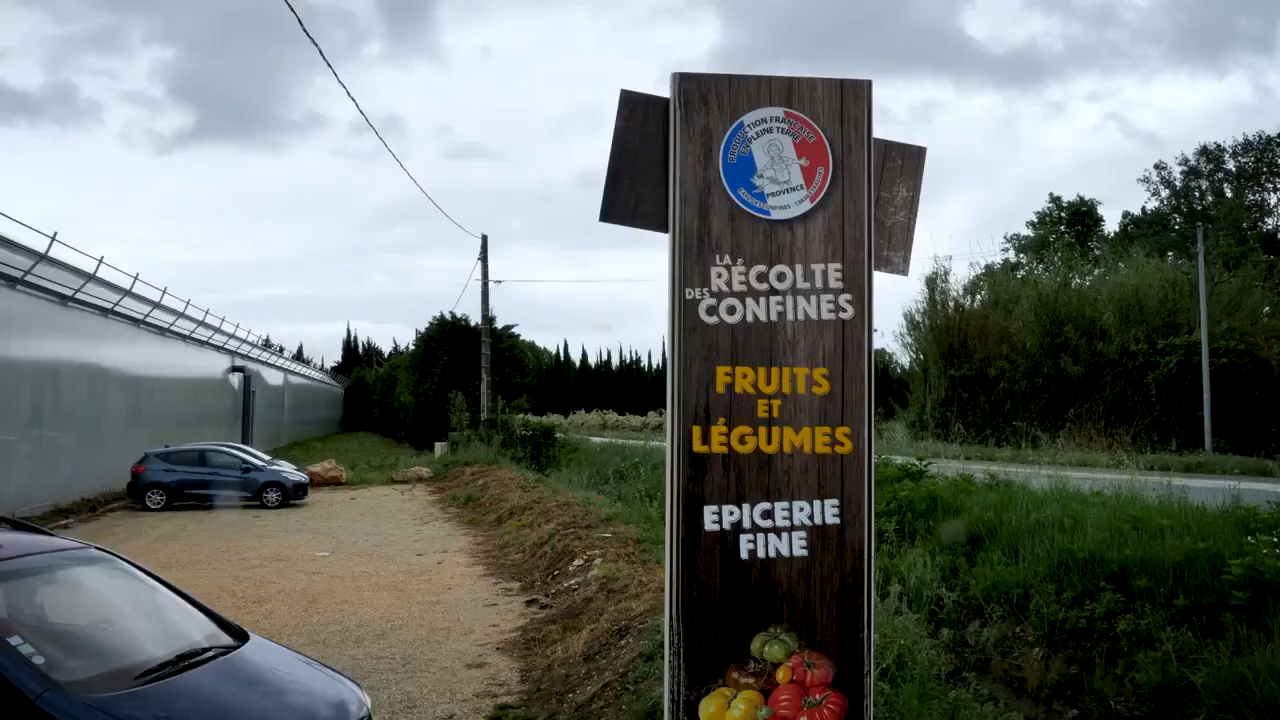 PRODUCTION FRANÇAISE
EN PLEINE TERRE
PROVENCE
LA
RÉCOLTE
DES
CONFINES
FRUITS
ET
LÉGUMES
EPICERIE
FINE